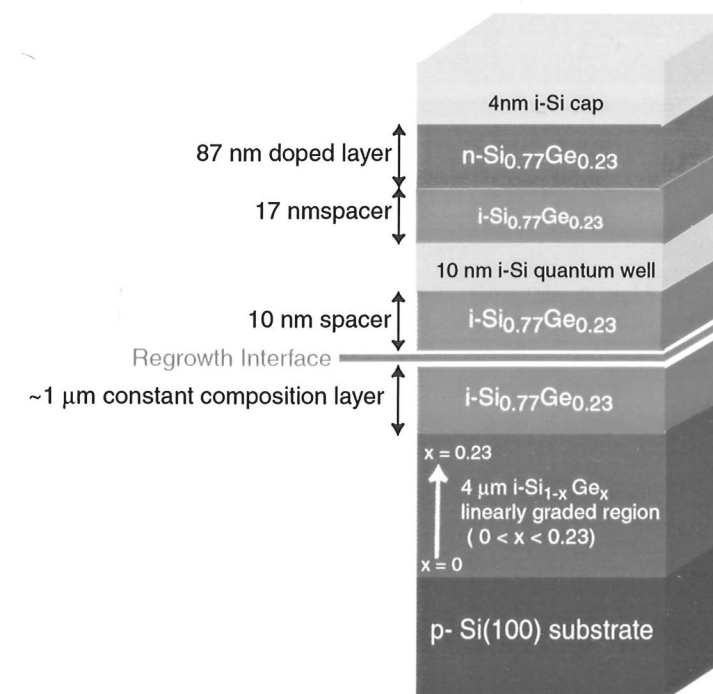 4nm i-Si cap
87 nm doped layer
n-Si0.77Ge0.23
17 nmspacer
i-Si0.77Ge0.23
10 nm i-Si quantum well
10 nm spacer
i-Si0.77Ge0.23
Regrowth Interface
~1 μm constant composition layer
i-Si0.77Ge0.23
x = 0.23
4 μm i-Si1-x Gex
linearly graded region
( 0 < x < 0.23)
x = 0
p- Si(100) substrate